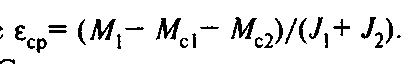 ε_ср = (M_1 − M_с1 − M_с2)/(J_1 + J_2).